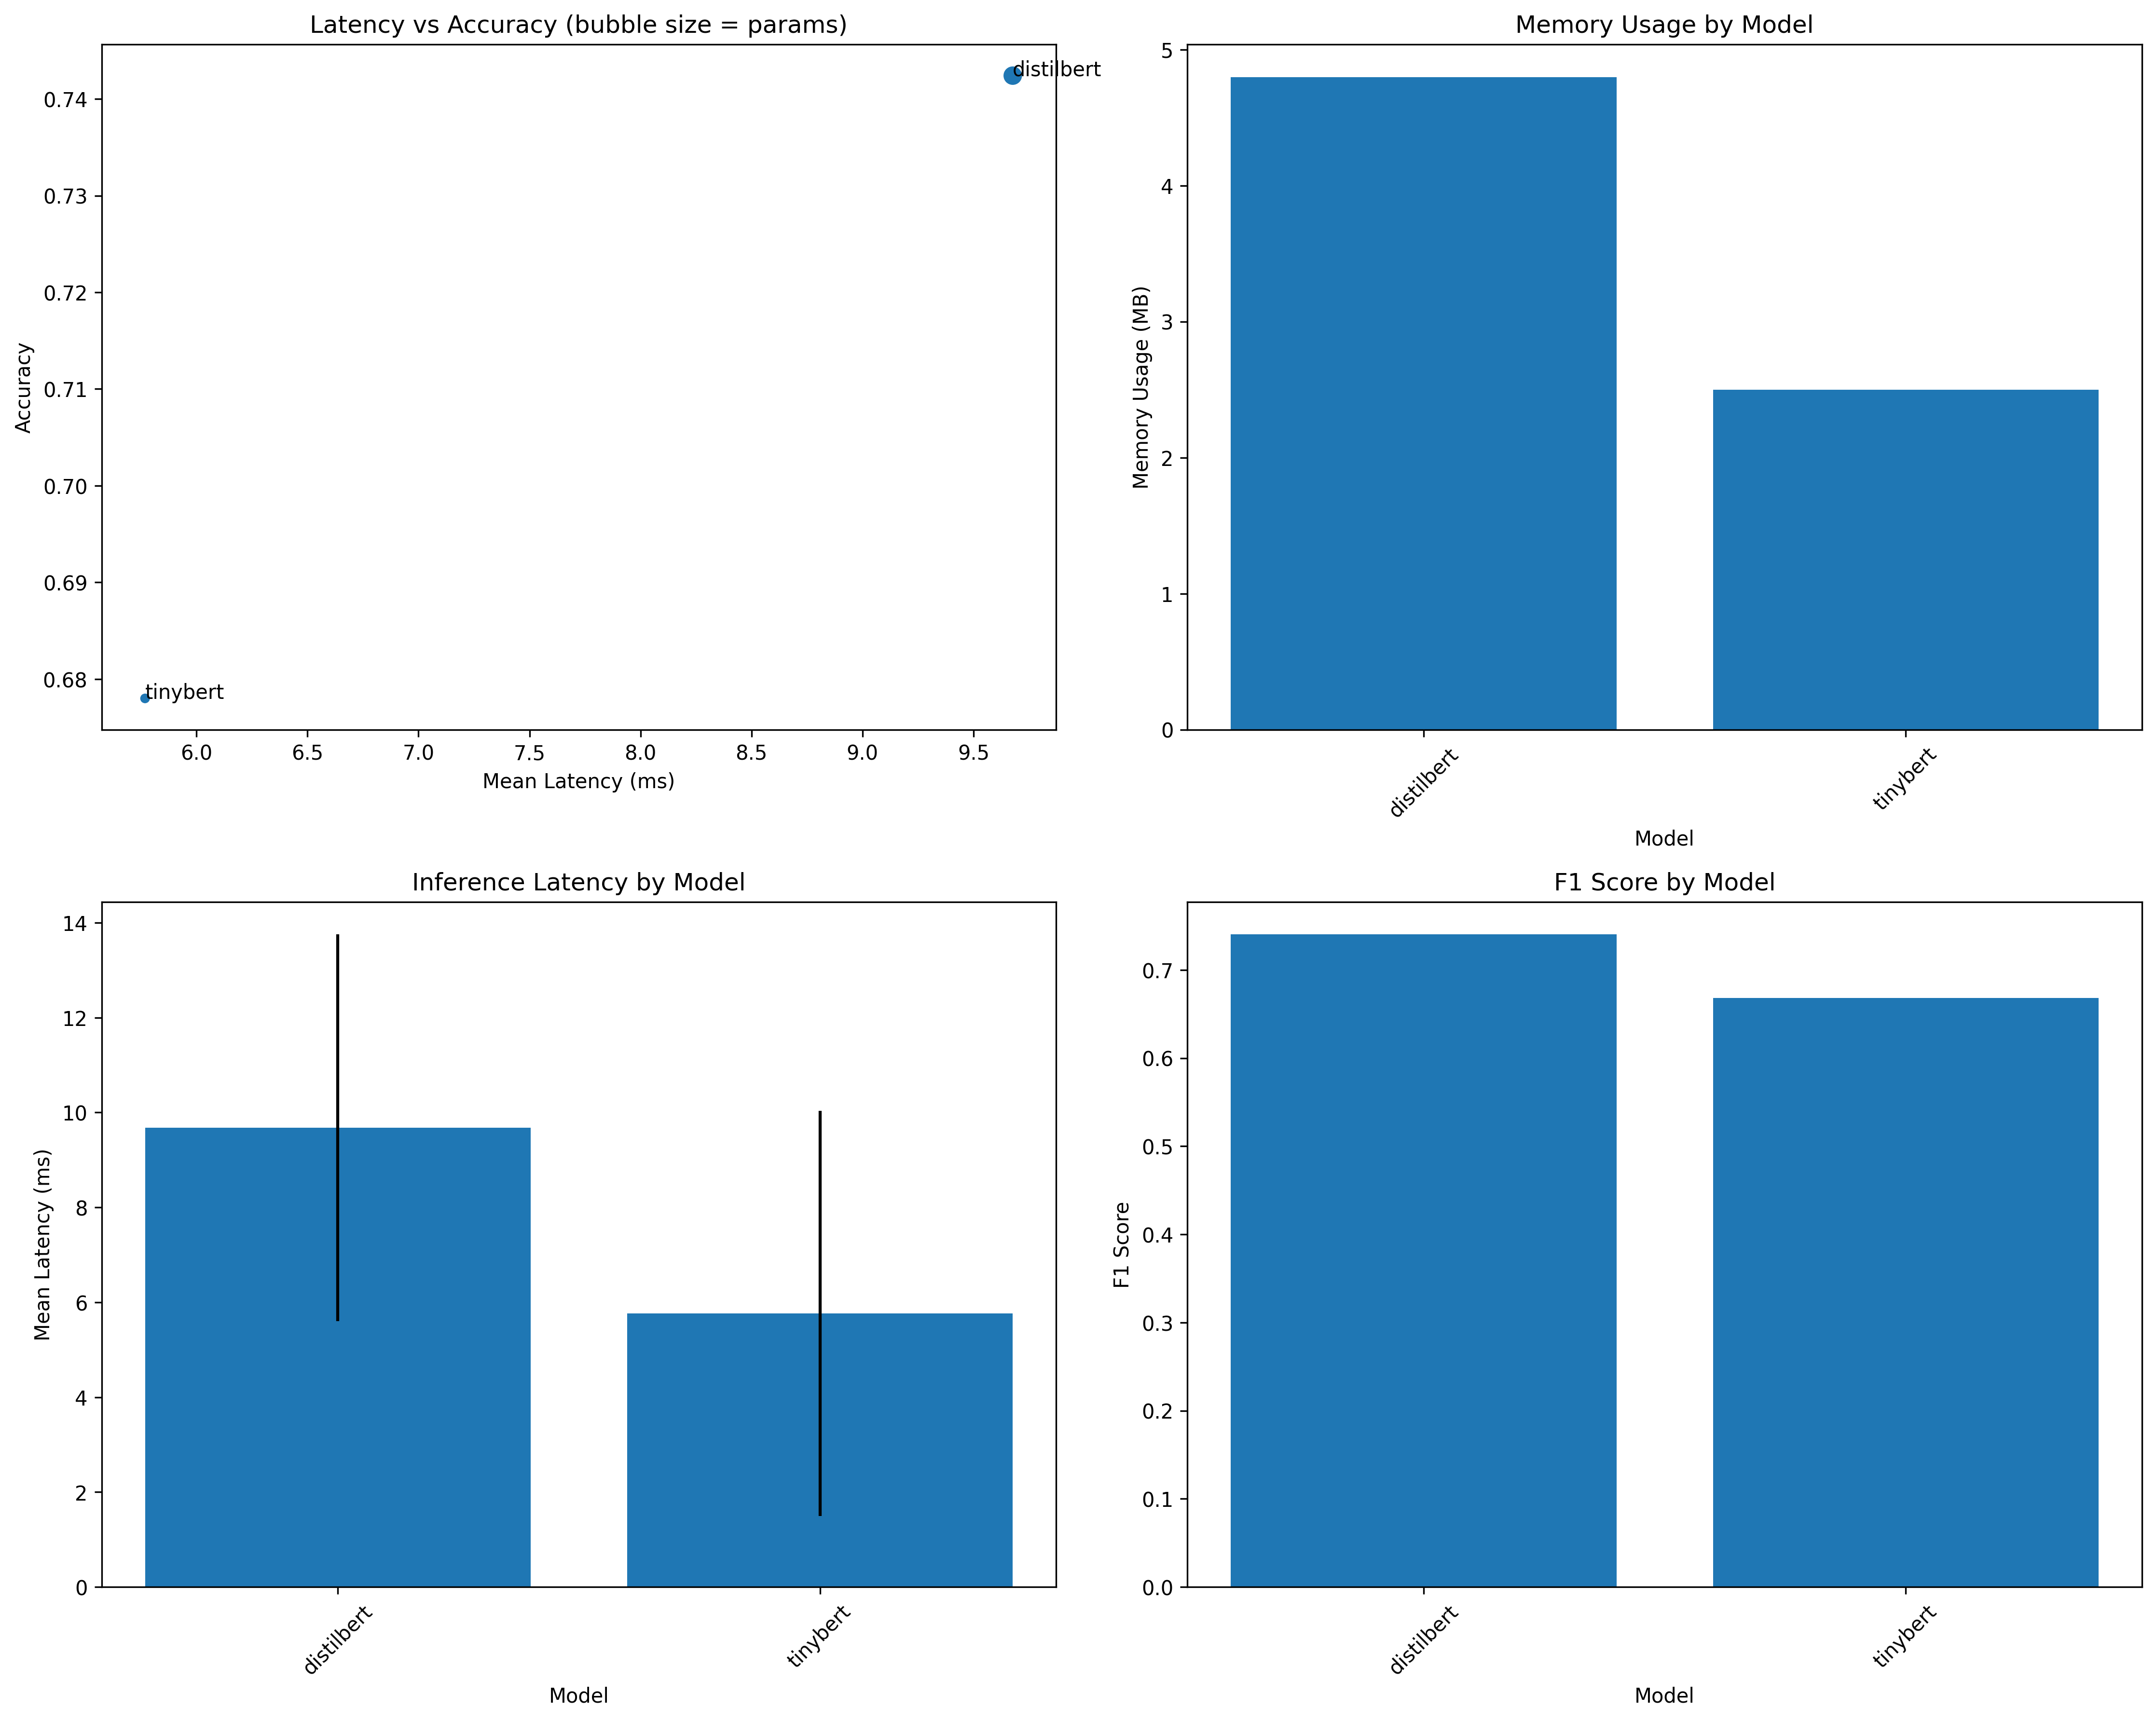 Latency vs Accuracy (bubble size = params)
Accuracy
0.74
0.73
0.72
0.71
0.70
0.69
0.68
distilbert
tinybert
6.0 6.5 7.0 7.5 8.0 8.5 9.0 9.5
Mean Latency (ms)
Memory Usage by Model
Memory Usage (MB)
5
4
3
2
1
0
distilbert tinybert
Model
Inference Latency by Model
Mean Latency (ms)
14
12
10
8
6
4
2
0
distilbert tinybert
Model
F1 Score by Model
F1 Score
0.7
0.6
0.5
0.4
0.3
0.2
0.1
0.0
distilbert tinybert
Model